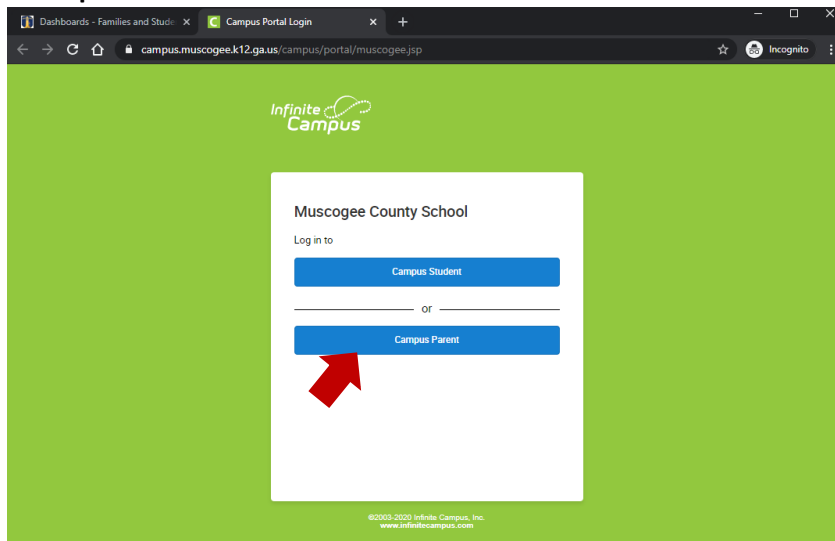 Dashboards - Families and Stude
Campus Portal Login
campus.muscogee.k12.ga.us/campus/portal/muscogee.jsp
Incognito
Infinite
Campus
Muscogee County School
Log in to
Campus Student
or
Campus Parent
©2003-2020 Infinite Campus, Inc.
www.infinitecampus.com